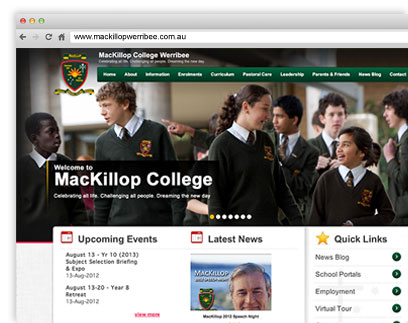 www.mackillopwerribee.com.au
MacKillop College Werribee
Celebrating all life. Challenging all people. Dreaming the new day.
Home About Information Enrolments Curriculum Pastoral Care Leadership Parents & Friends News Blog Contact
Welcome to
MacKillop College
Celebrating all life. Challenging all people. Dreaming the new day
Upcoming Events
August 13 - Yr 10 (2013)
Subject Selection Briefing
& Expo
13-Aug-2012
August 13-20 - Year 8
Retreat
13-Aug-2012
view more
Latest News
MACKILLOP
MacKillop 2012 Speech Night
Quick Links
News Blog
School Portals
Employment
Virtual Tour